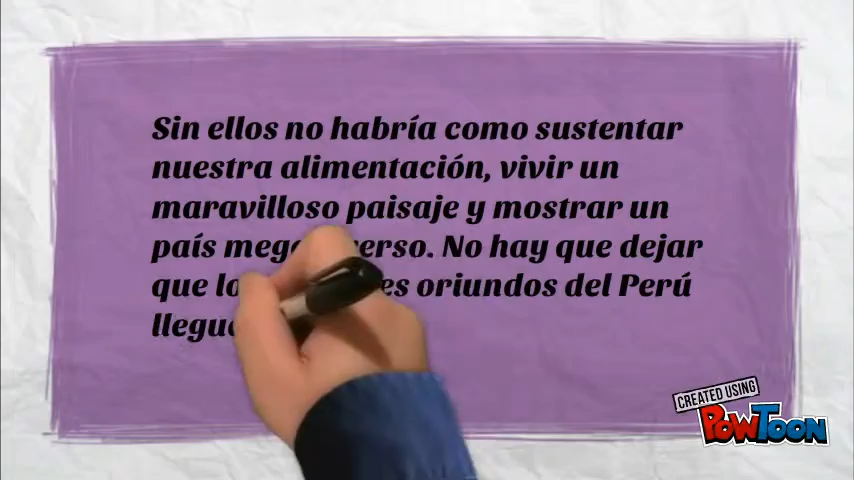 Sin ellos no habría como sustentar
nuestra alimentación, vivir un
maravilloso paisaje y mostrar un
país No hay que dejar
que oriundos del Perú
CREATED USING
POWTOON